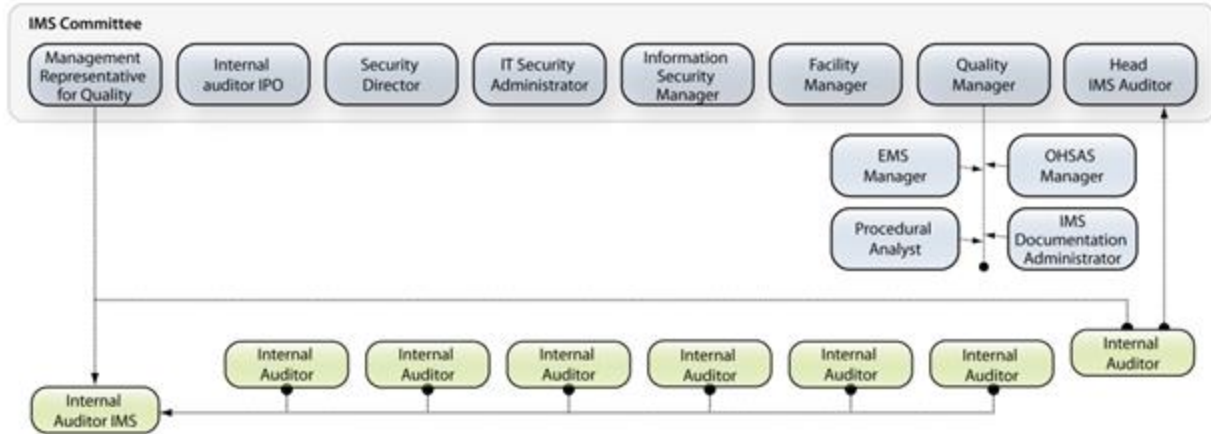 IMS Committee
Management
Representative
for Quality
Internal
auditor IPO
Security
Director
IT Security
Administrator
Information
Security
Manager
Facility
Manager
Quality
Manager
Head
IMS Auditor
EMS
Manager
OHSAS
Manager
Procedural
Analyst
IMS
Documentation
Administrator
Internal
Auditor
Internal
Auditor
Internal
Auditor
Internal
Auditor
Internal
Auditor
Internal
Auditor
Internal
Auditor
Internal
Auditor IMS